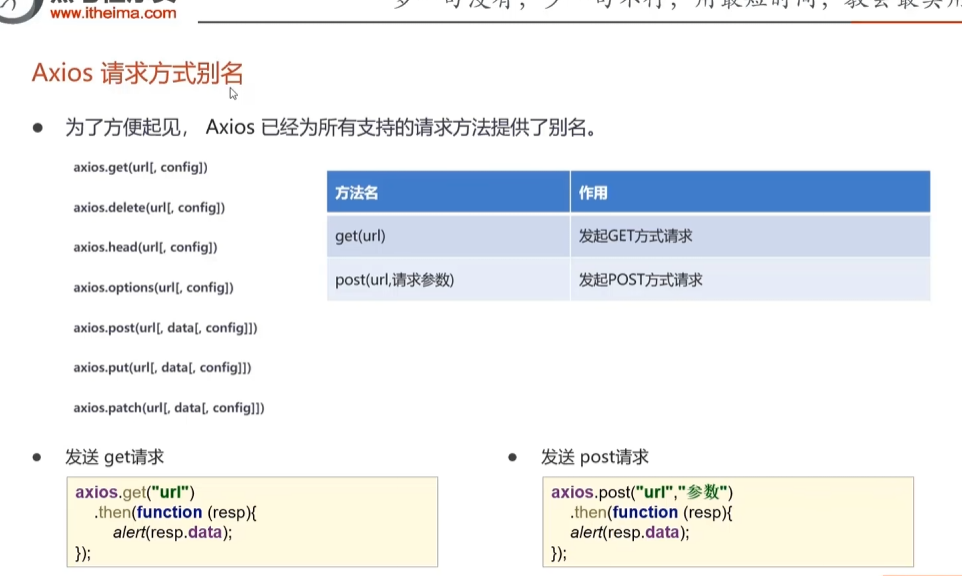 www.itheima.com
Axios 请求方式别名
● 为了方便起见， Axios 已经为所有支持的请求方法提供了别名。
axios.get(url[, config])
axios.delete(url[, config])
axios.head(url[, config])
axios.options(url[, config])
axios.post(url[, data[, config]])
axios.put(url[, data[, config]])
axios.patch(url[, data[, config]])
方法名 作用
get(url) 发起GET方式请求
post(url,请求参数) 发起POST方式请求
● 发送 get请求
axios.get("url")
.then(function (resp){
alert(resp.data);
});
● 发送 post请求
axios.post("url","参数")
.then(function (resp){
alert(resp.data);
});